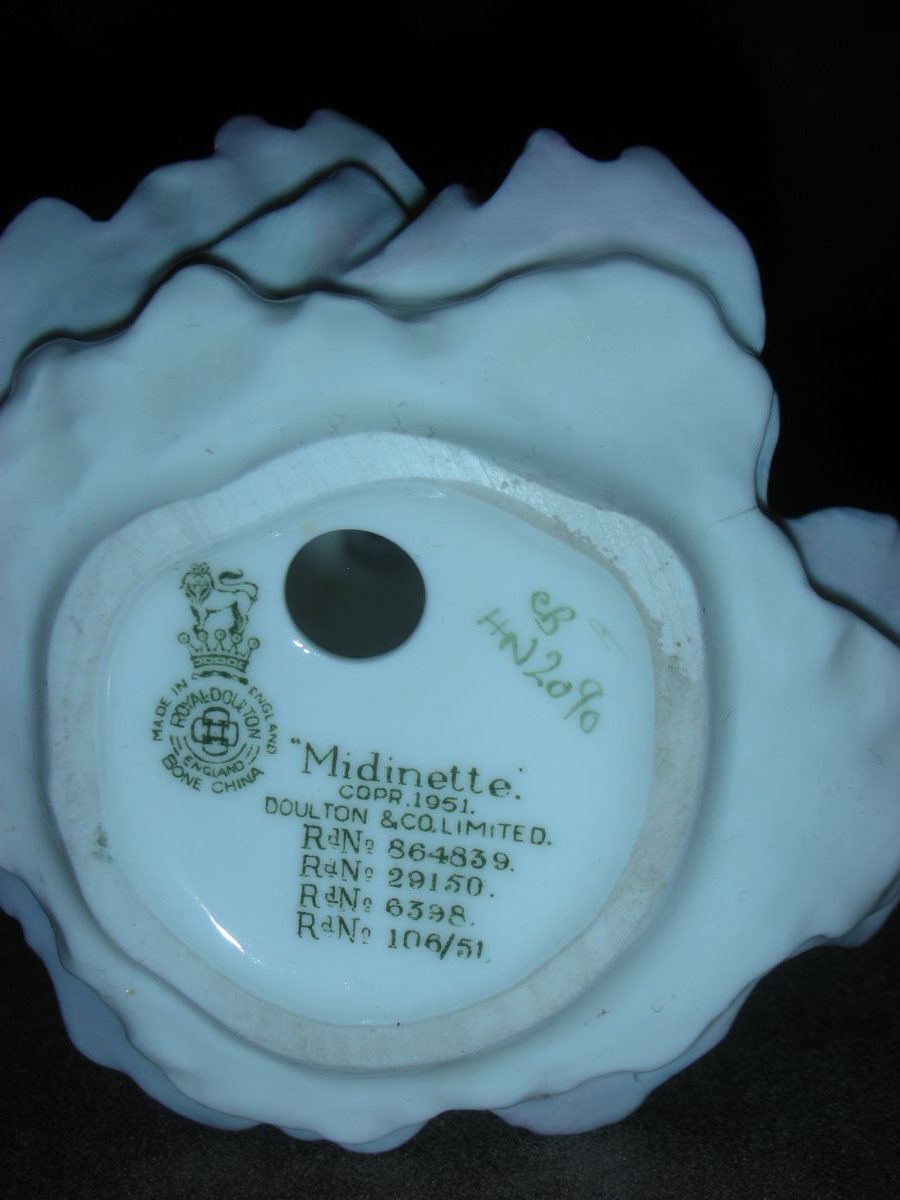 MADE IN ENGLAND
ROYAL DOULTON
ENGLAND
BONE CHINA
HN2090
"Midinette".
COPR.1951.
DOULTON & CO. LIMITED.
RdNo 864839.
RdNo 29150.
RdNo 6398.
RdNo 106/51.